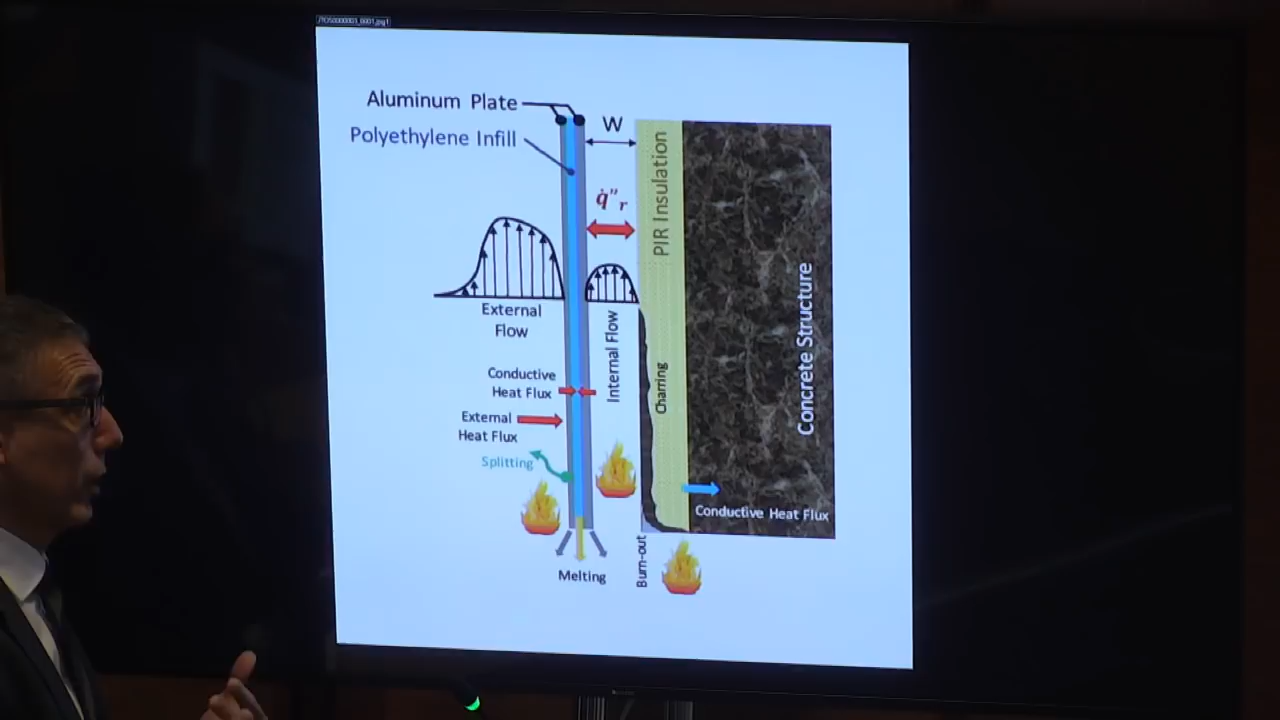 Aluminum Plate
Polyethylene Infill
W
q̇"r
PIR Insulation
External
Flow
Internal Flow
Conductive
Heat Flux
External
Heat Flux
Splitting
Charring
Concrete Structure
Conductive Heat Flux
Melting
Burn-out